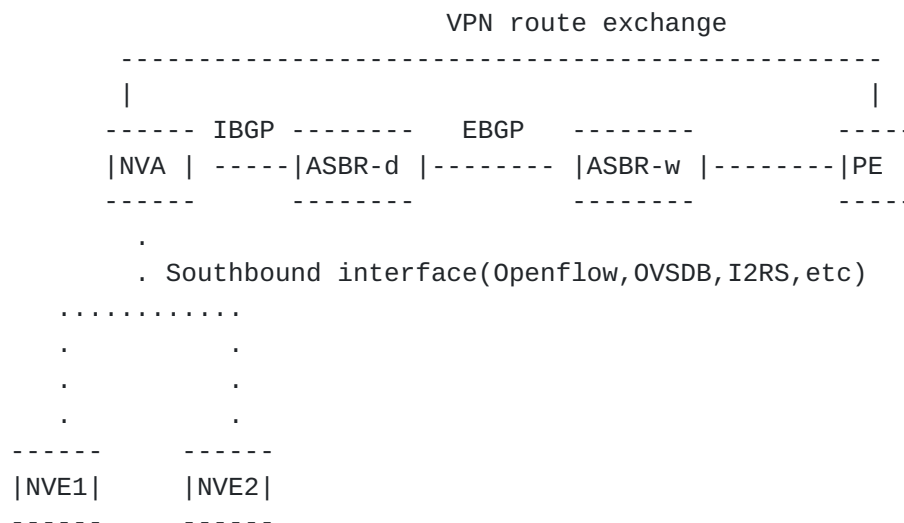 VPN route exchange
IBGP EBGP
|NVA | -----|ASBR-d |-------- |ASBR-w |--------|PE
. Southbound interface(Openflow,OVSDB,I2RS,etc)
|NVE1| |NVE2|